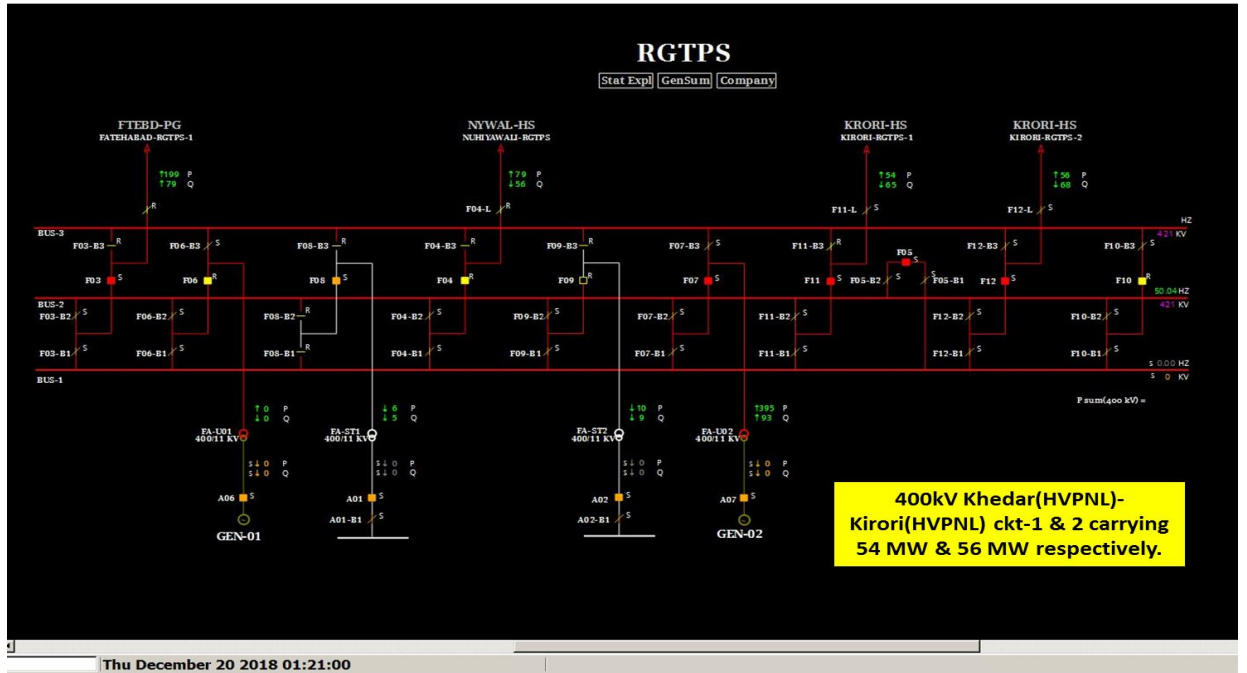 RGTPS
Stat Expl GenSum Company
FTEBD-PG
FATEHABAD-RGTPS-1
NYWAL-HS
NUHIYAWALI-RGTPS
KRORI-HS
KIRORI-RGTPS-1
KRORI-HS
KIRORI-RGTPS-2
↑199 P
↑79 Q
↑79 P
↓56 Q
↑54 P
↓65 Q
↑56 P
↓68 Q
R
F04-L R
F11-L S
F12-L S
HZ
BUS-3
421 KV
F03-B3 R
F06-B3 S
F08-B3 R
F04-B3 R
F09-B3 R
F07-B3 S
F11-B3 R
F05 S
F12-B3 S
F10-B3 S
F03 S
F06 R
F08 S
F04 R
F09 R
F07 S
F11 S
F05-B2 S
F05-B1 S
F12 S
F10 R
50.04 HZ
BUS-2
421 KV
F03-B2 S
F06-B2 S
F08-B2 R
F04-B2 S
F09-B2 S
F07-B2 S
F11-B2 S
F12-B2 S
F10-B2 S
F03-B1 S
F06-B1 S
F08-B1 R
F04-B1 S
F09-B1 S
F07-B1 S
F11-B1 S
F12-B1 S
F10-B1 S
S 0.00 HZ
BUS-1
S 0 KV
P sum(400 kV) =
↑0 P
↓0 Q
↓6 P
↓5 Q
↓10 P
↓9 Q
↑395 P
↑93 Q
FA-U01
400/11 KV
FA-ST1
400/11 KV
FA-ST2
400/11 KV
FA-U02
400/11 KV
S↓0 P
S↓0 Q
S↓0 P
S↓0 Q
S↓0 P
S↓0 Q
S↓0 P
S↓0 Q
A06 S
A01 S
A02 S
A07 S
A01-B1 S
A02-B1 S
GEN-01
GEN-02
400kV Khedar(HVPNL)-
Kirori(HVPNL) ckt-1 & 2 carrying
54 MW & 56 MW respectively.
Thu December 20 2018 01:21:00